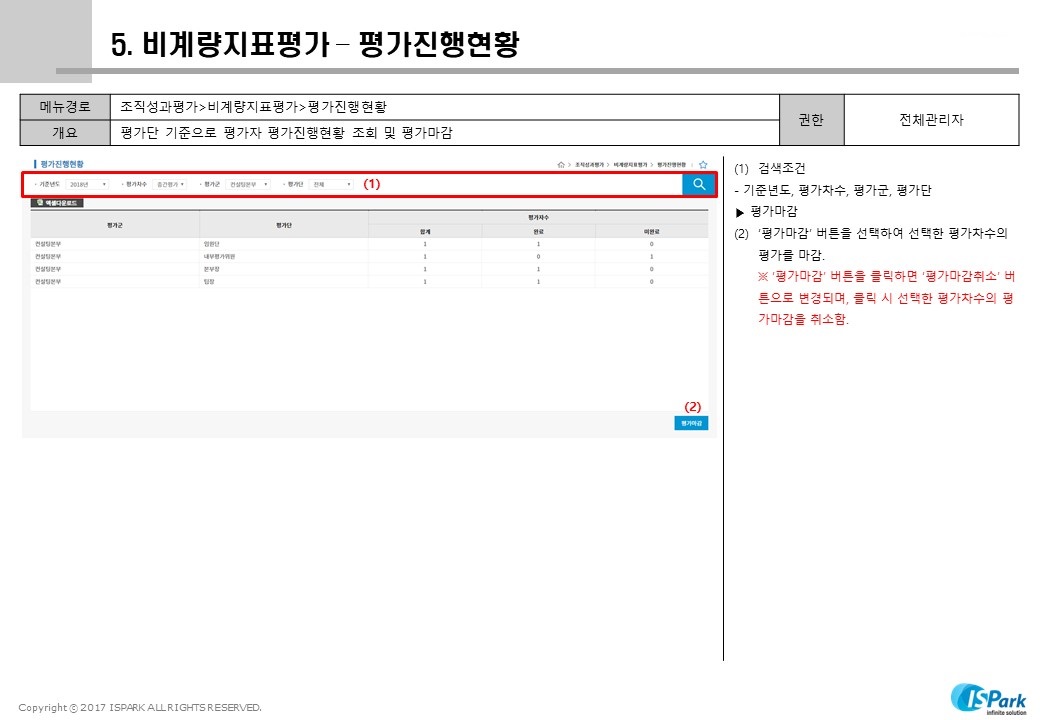 5. 비계량지표평가 – 평가진행현황
메뉴경로 조직성과평가>비계량지표평가>평가진행현황 권한 전체관리자
개요 평가단 기준으로 평가자 평가진행현황 조회 및 평가마감
평가진행현황 조직성과평가 > 비계량지표평가 > 평가진행현황
기준년도 2018년 평가차수 중간평가 평가군 컨설팅본부 평가단 전체 (1)
엑셀다운로드
평가군 평가단 평가자수
합계 완료 미완료
컨설팅본부 임원단 1 1 0
컨설팅본부 내부평가위원 1 0 1
컨설팅본부 본부장 1 1 0
컨설팅본부 팀장 1 1 0
(2)
평가마감
(1) 검색조건
- 기준년도, 평가차수, 평가군, 평가단
▶ 평가마감
(2) ‘평가마감’ 버튼을 선택하여 선택한 평가차수의
평가를 마감.
※ ‘평가마감’ 버튼을 클릭하면 ‘평가마감취소’ 버
튼으로 변경되며, 클릭 시 선택한 평가차수의 평
가마감을 취소함.
Copyright ⓒ 2017 ISPARK ALL RIGHTS RESERVED.
ISPark
infinite solution